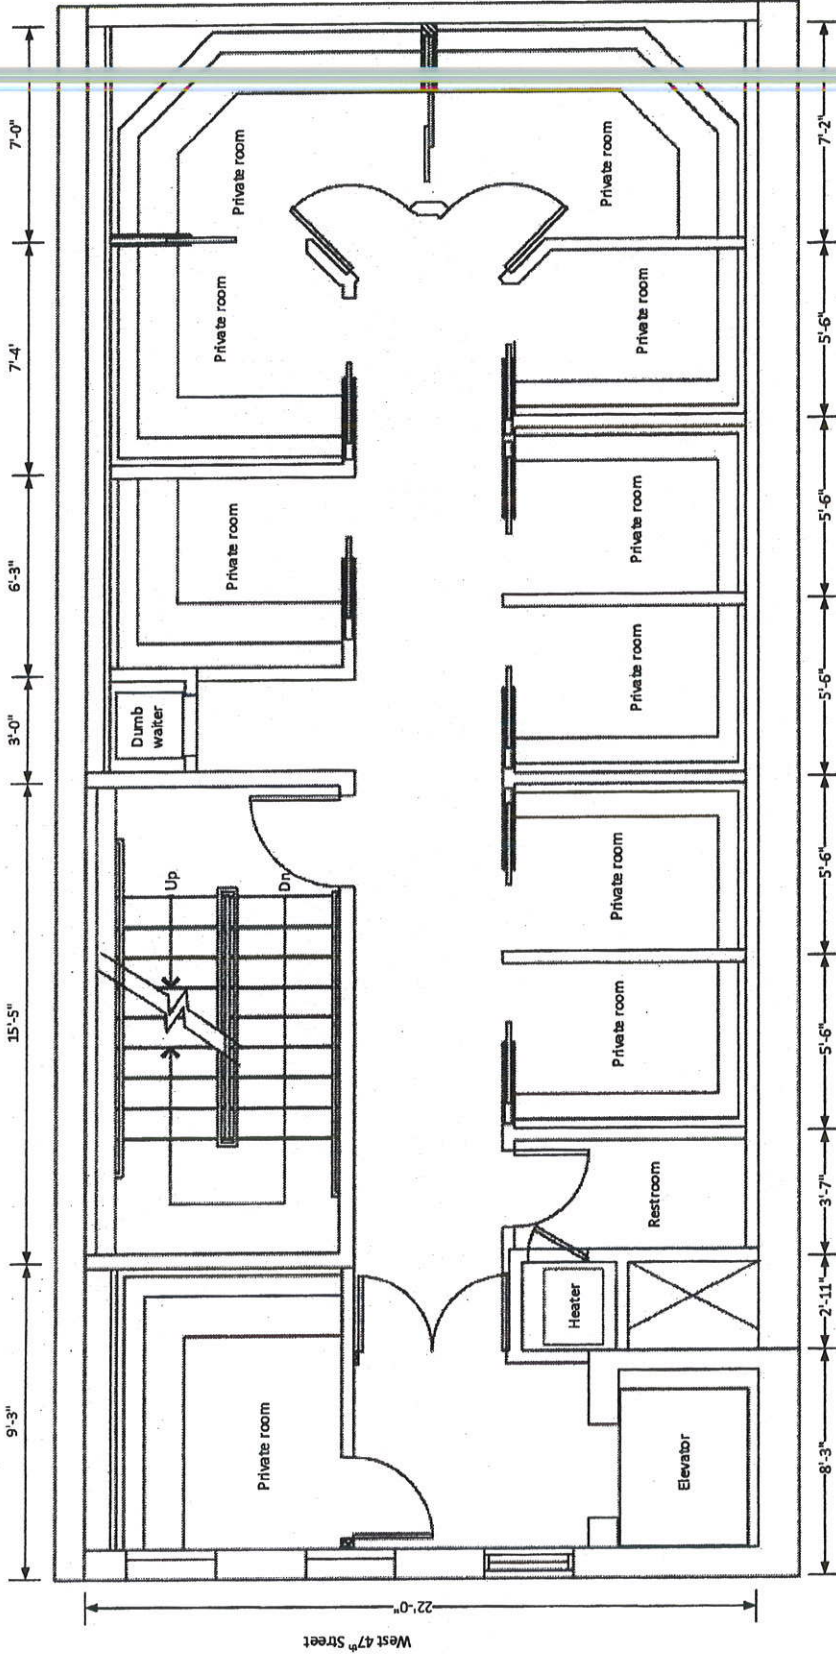 7'-0"
7'-4'
6'-3"
3'-0"
15'-5"
9'-3"
Private room
Private room
Private room
Dumb
waiter
Up
Dn
Private room
Private room
Private room
Private room
Private room
Private room
Private room
Restroom
Heater
Elevator
7'-2"
5'-6"
5'-6"
5'-6"
5'-6"
5'-6"
3'-7"
2'-11"
8'-3"
22'-0"
West 47th Street